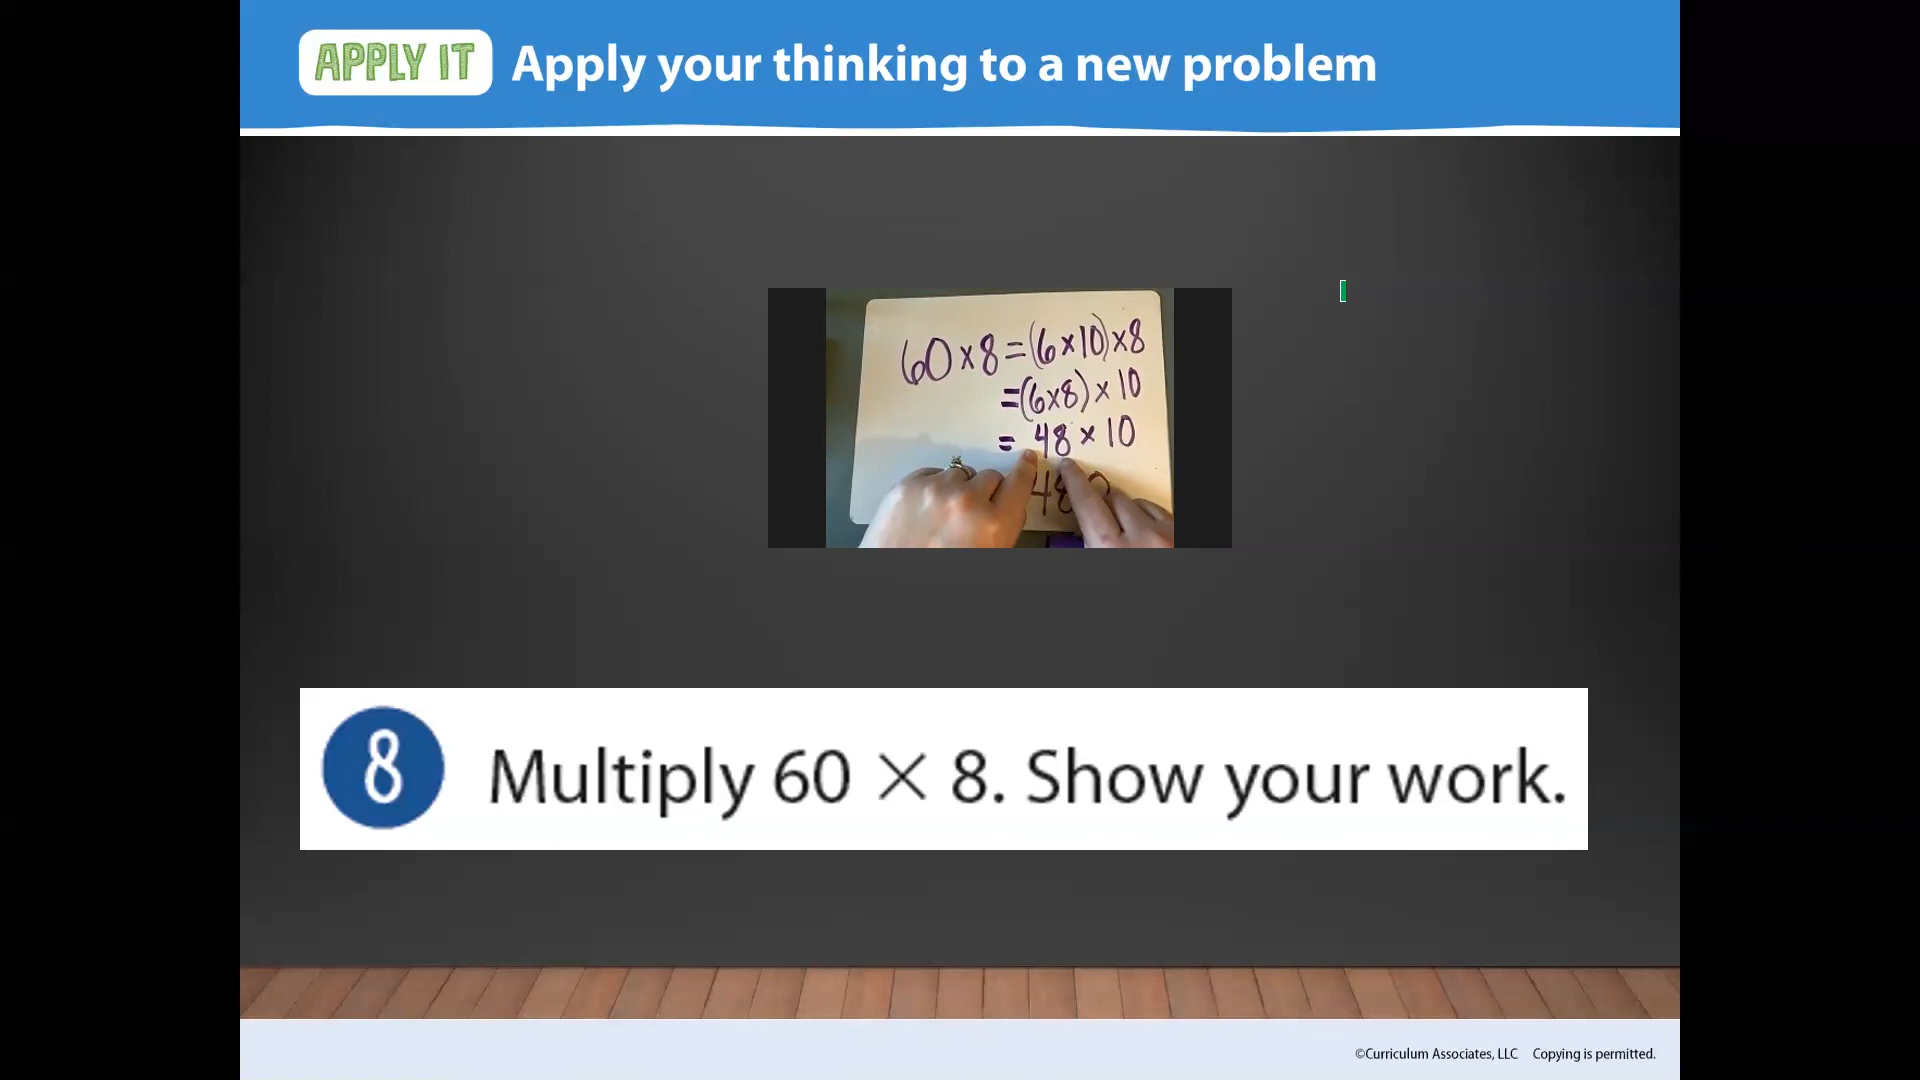 APPLY IT Apply your thinking to a new problem
60 × 8 = (6 × 10) × 8
= (6 × 8) × 10
= 48 × 10
480
8 Multiply 60 × 8. Show your work.
©Curriculum Associates, LLC Copying is permitted.